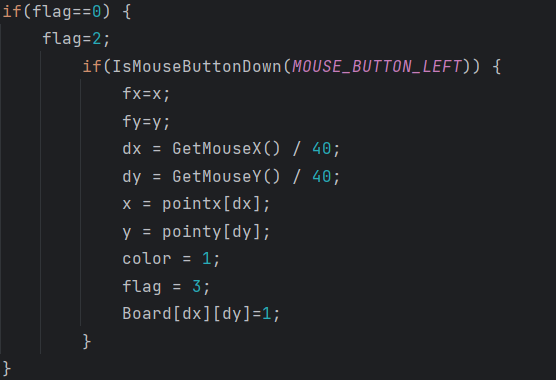 if(flag==0) {
    flag=2;
        if(IsMouseButtonDown(MOUSE_BUTTON_LEFT)) {
            fx=x;
            fy=y;
            dx = GetMouseX() / 40;
            dy = GetMouseY() / 40;
            x = pointx[dx];
            y = pointy[dy];
            color = 1;
            flag = 3;
            Board[dx][dy]=1;
        }
}